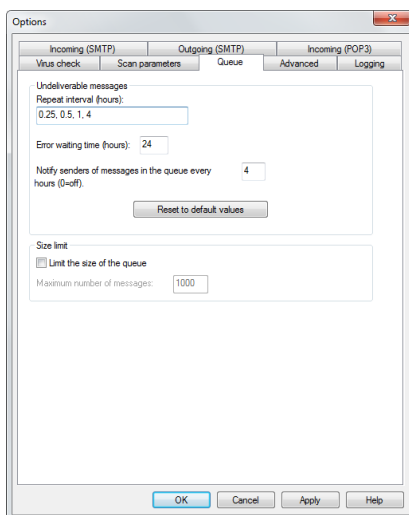 Options
Incoming (SMTP) Outgoing (SMTP) Incoming (POP3)
Virus check Scan parameters Queue Advanced Logging
Undeliverable messages
Repeat interval (hours):
0.25, 0.5, 1, 4
Error waiting time (hours): 24
Notify senders of messages in the queue every 4
hours (0=off).
Reset to default values
Size limit
Limit the size of the queue
Maximum number of messages: 1000
OK Cancel Apply Help